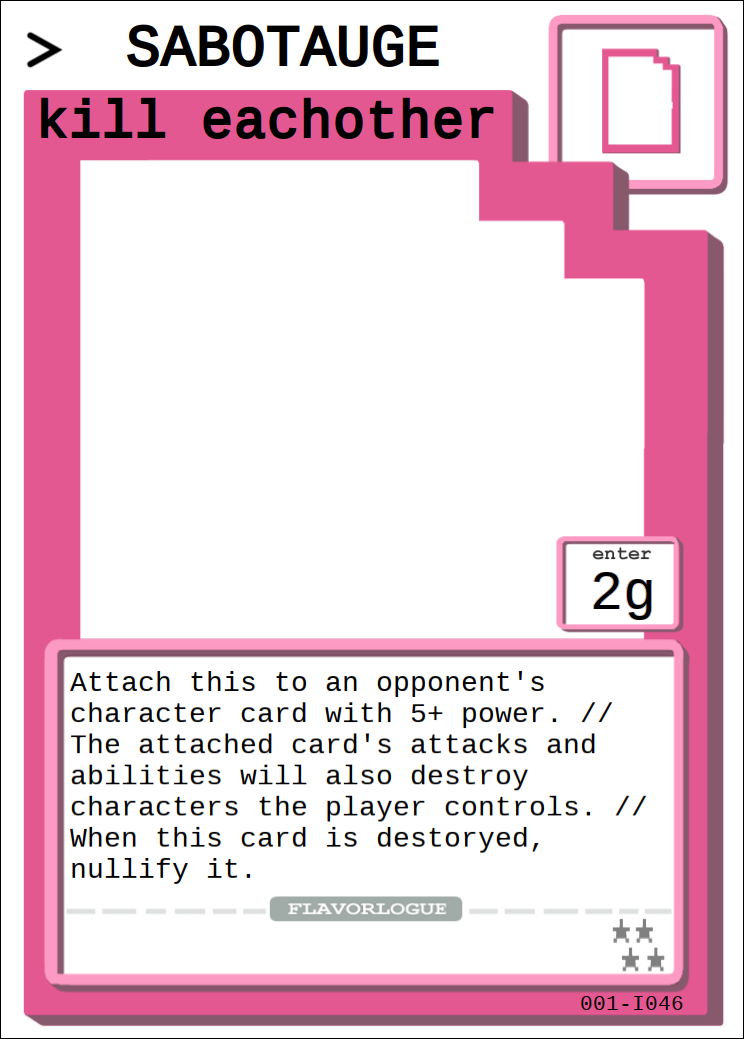 > SABOTAUGE
kill eachother
enter
2g
Attach this to an opponent's
character card with 5+ power. //
The attached card's attacks and
abilities will also destroy
characters the player controls. //
When this card is destoryed,
nullify it.
FLAVORLOGUE
001-I046